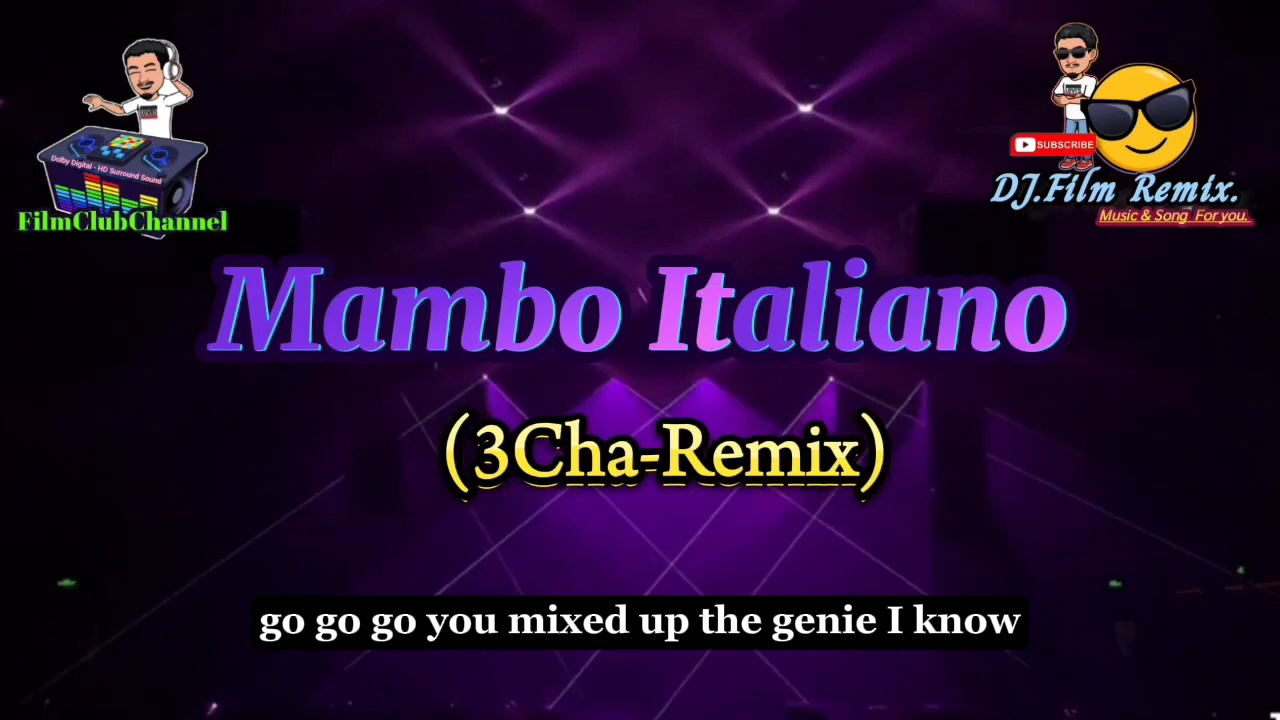 Dolby Digital - HD Surround Sound
FilmClubChannel
SUBSCRIBE
DJ.Film Remix.
Music & Song For you.
Mambo Italiano
(3Cha-Remix)
go go go you mixed up the genie I know